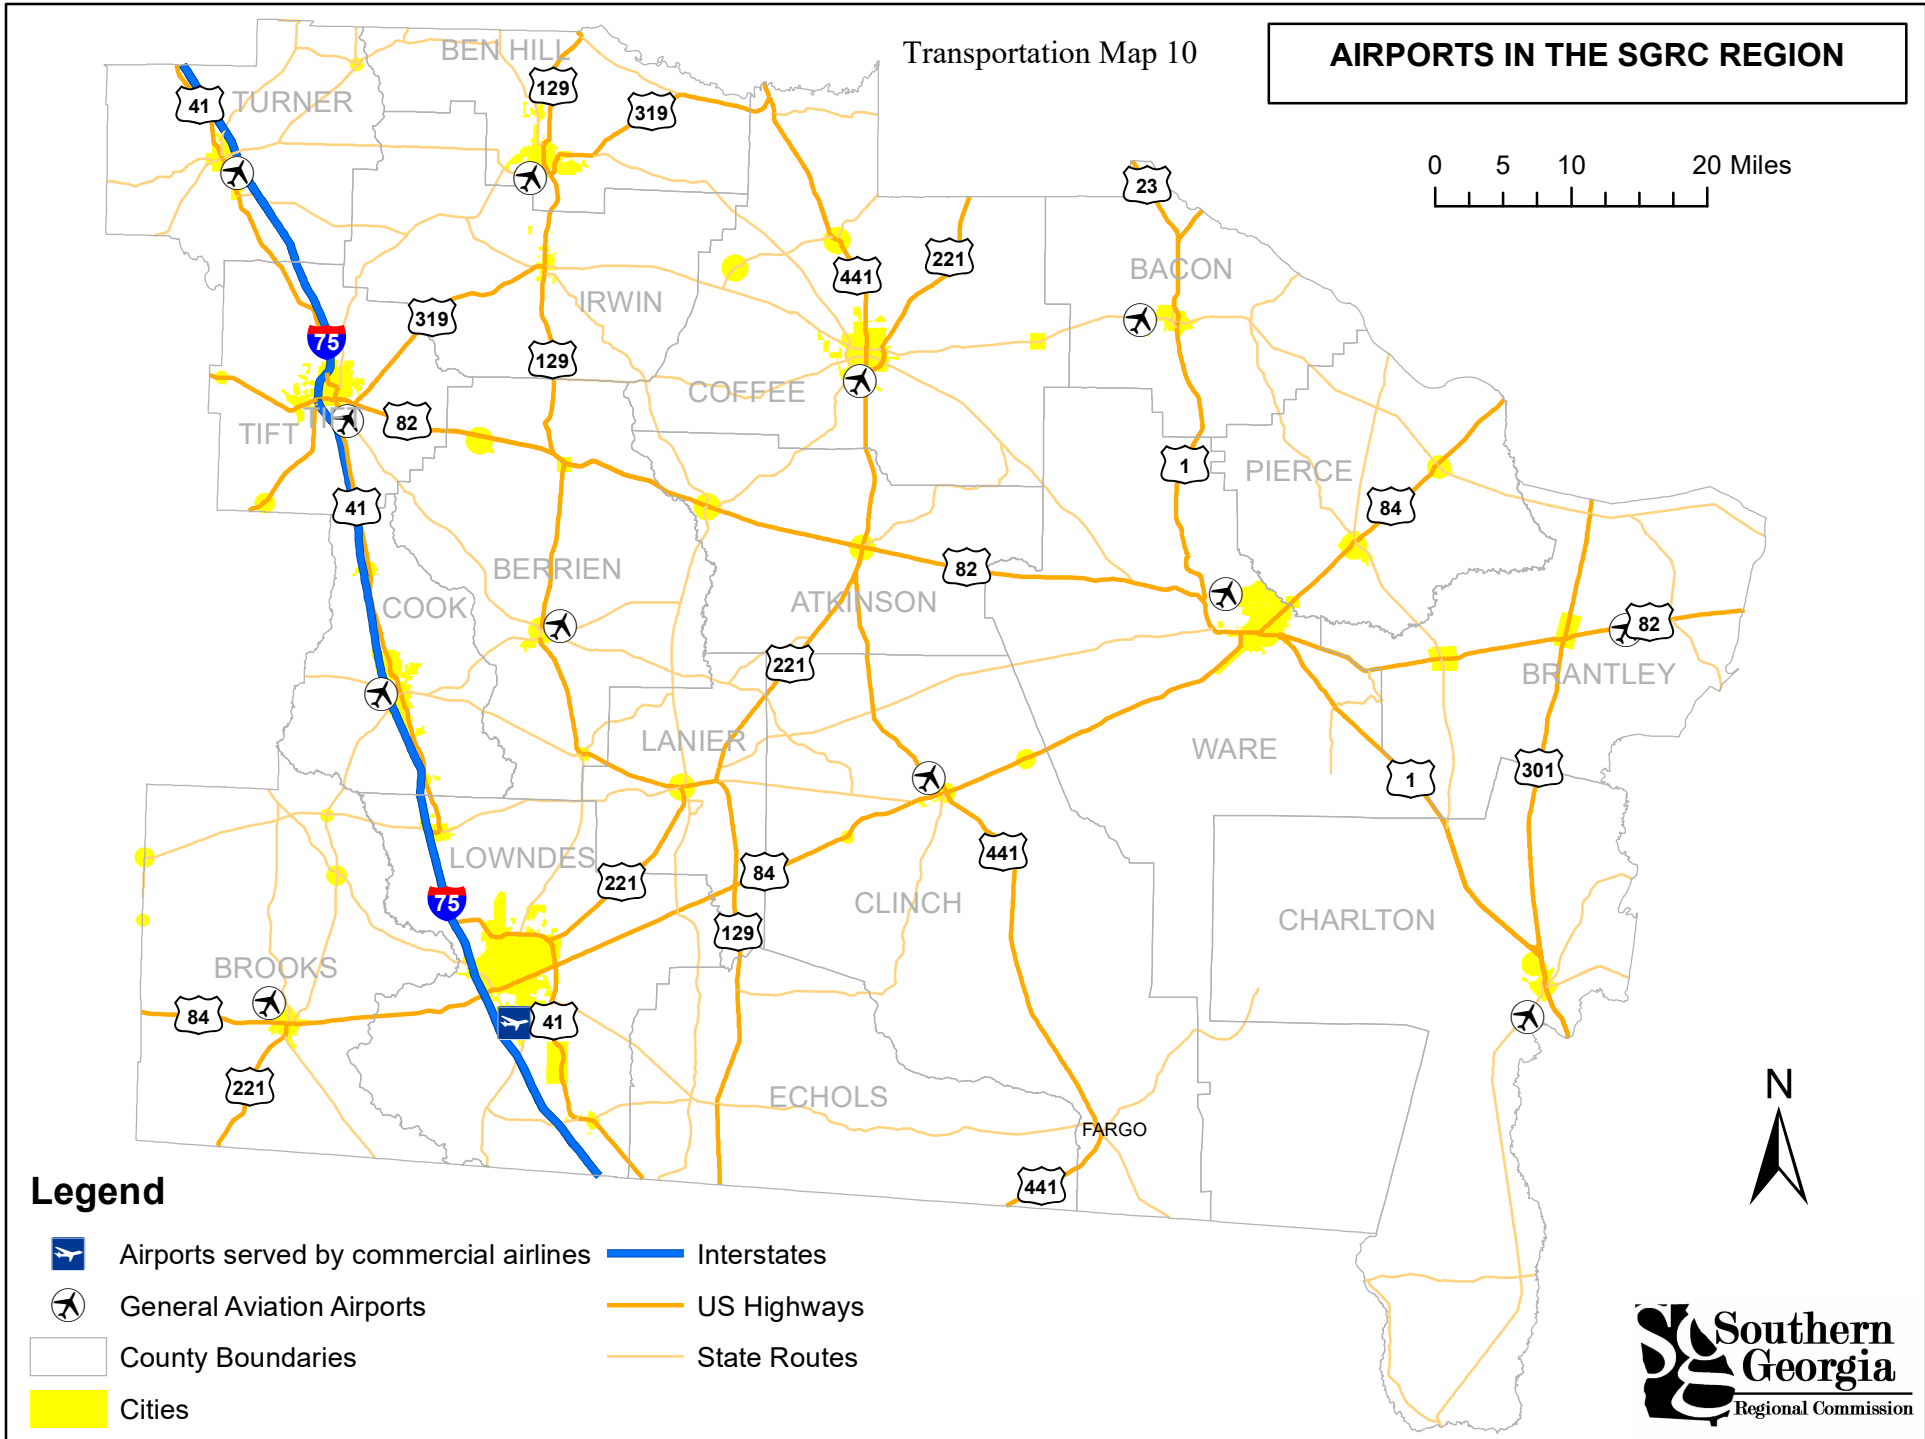 Transportation Map 10
AIRPORTS IN THE SGRC REGION
0 5 10 20 Miles
BEN HILL
TURNER
41
129
319
23
221
441
BACON
IRWIN
319
75
129
COFFEE
TIFT
TIFT
82
1
PIERCE
84
41
BERRIEN
82
COOK
ATKINSON
82
221
BRANTLEY
LANIER
WARE
301
1
441
LOWNDES
84
221
75
CLINCH
129
CHARLTON
BROOKS
84
41
221
ECHOLS
FARGO
441
N
Legend
Airports served by commercial airlines
Interstates
General Aviation Airports
US Highways
County Boundaries
State Routes
Cities
SGRC
Southern
Georgia
Regional Commission